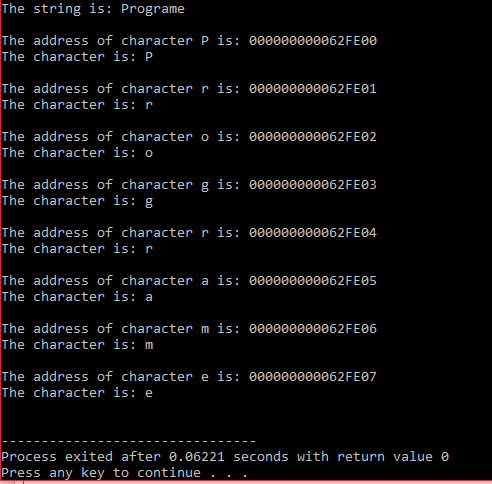 The string is: Programe
The address of character P is: 000000000062FE00
The character is: P
The address of character r is: 000000000062FE01
The character is: r
The address of character o is: 000000000062FE02
The character is: o
The address of character g is: 000000000062FE03
The character is: g
The address of character r is: 000000000062FE04
The character is: r
The address of character a is: 000000000062FE05
The character is: a
The address of character m is: 000000000062FE06
The character is: m
The address of character e is: 000000000062FE07
The character is: e
--------------------------------
Process exited after 0.06221 seconds with return value 0
Press any key to continue . . .